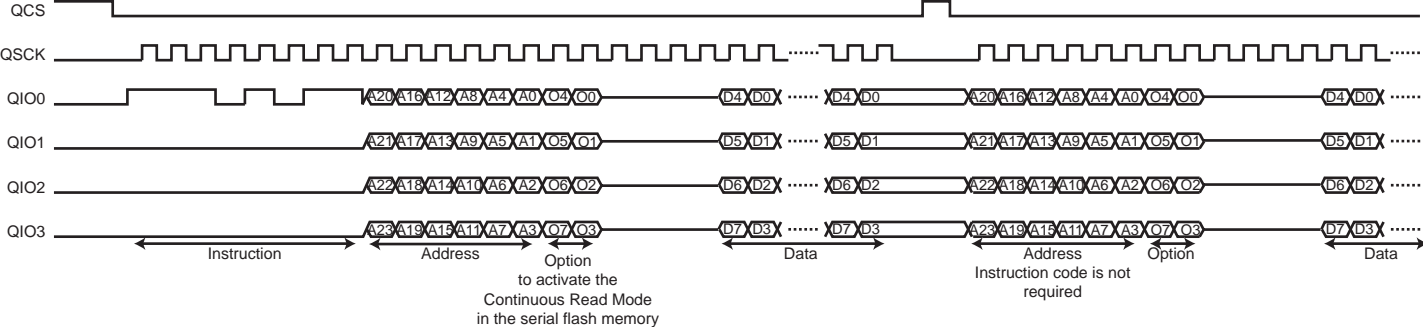 QCS
QSCK
QIO0 A20 A16 A12 A8 A4 A0 O4 O0 D4 D0 D4 D0 A20 A16 A12 A8 A4 A0 O4 O0 D4 D0
QIO1 A21 A17 A13 A9 A5 A1 O5 O1 D5 D1 D5 D1 A21 A17 A13 A9 A5 A1 O5 O1 D5 D1
QIO2 A22 A18 A14 A10 A6 A2 O6 O2 D6 D2 D6 D2 A22 A18 A14 A10 A6 A2 O6 O2 D6 D2
QIO3 A23 A19 A15 A11 A7 A3 O7 O3 D7 D3 D7 D3 A23 A19 A15 A11 A7 A3 O7 O3 D7 D3
Instruction Address Data Address Option Data
Option
to activate the
Continuous Read Mode
in the serial flash memory
Instruction code is not
required